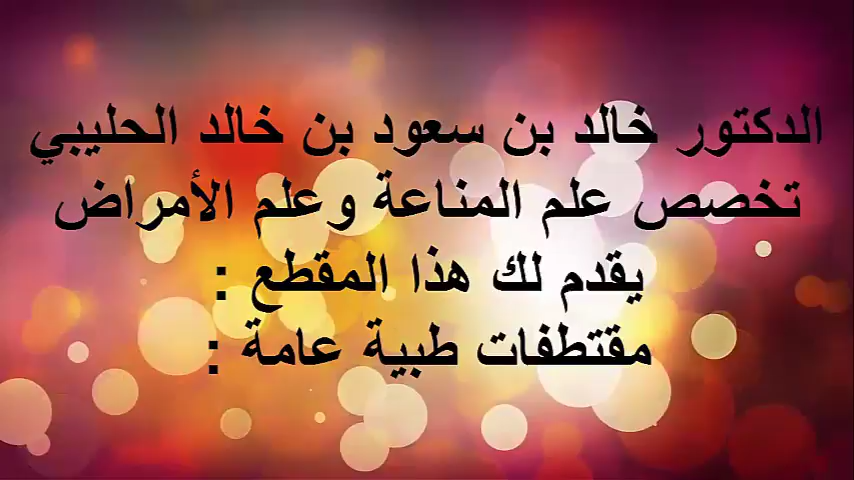 الدكتور خالد بن سعود بن خالد الحليبي
تخصص علم المناعة وعلم الأمراض
يقدم لك هذا المقطع :
مقتطفات طبية عامة :